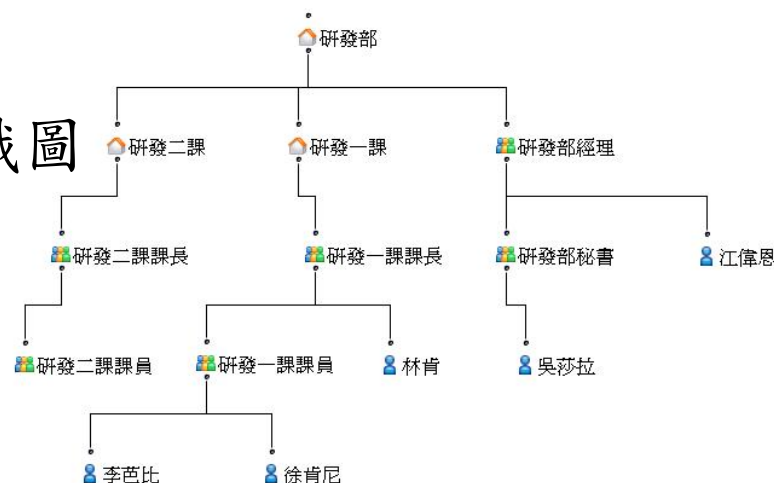 研發部
織圖
研發二課
研發一課
研發部經理
研發二課課長
研發一課課長
研發部秘書
江偉恩
研發二課課員
研發一課課員
林肯
吳莎拉
李芭比
徐肯尼